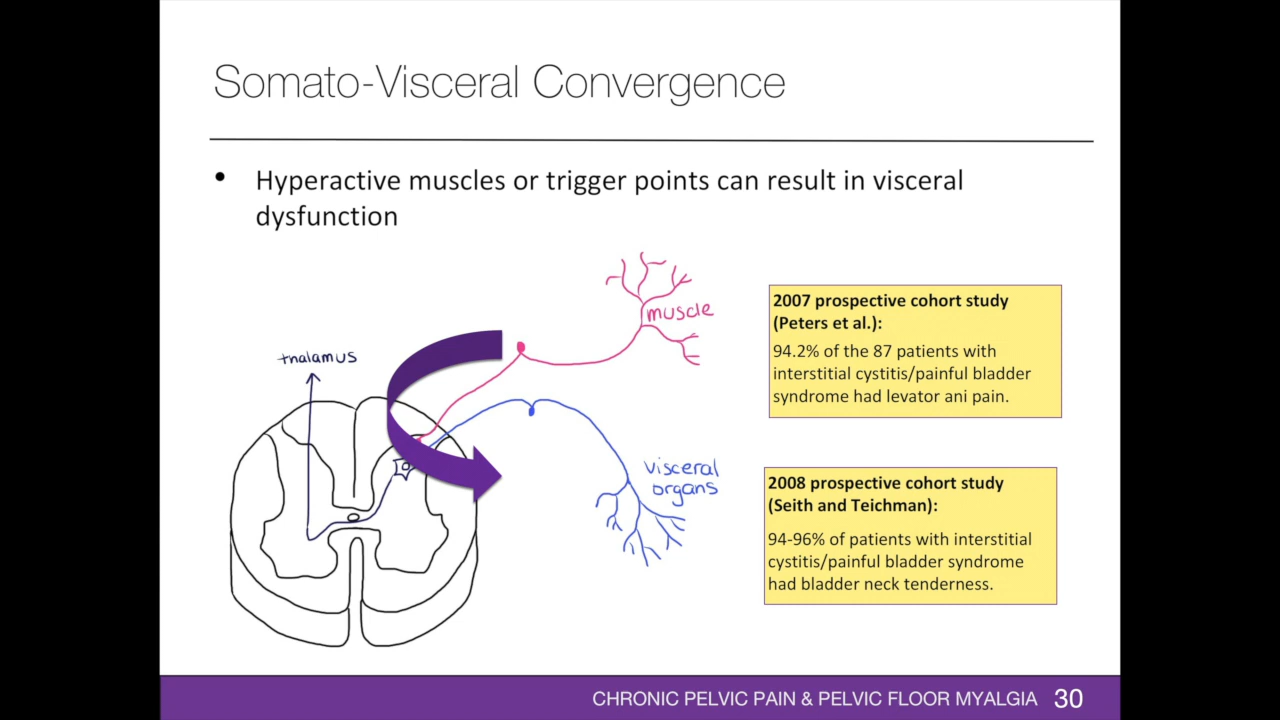 Somato-Visceral Convergence
• Hyperactive muscles or trigger points can result in visceral
dysfunction
muscle
thalamus
visceral
organs
2007 prospective cohort study
(Peters et al.):
94.2% of the 87 patients with
interstitial cystitis/painful bladder
syndrome had levator ani pain.
2008 prospective cohort study
(Seith and Teichman):
94-96% of patients with interstitial
cystitis/painful bladder syndrome
had bladder neck tenderness.
CHRONIC PELVIC PAIN & PELVIC FLOOR MYALGIA 30